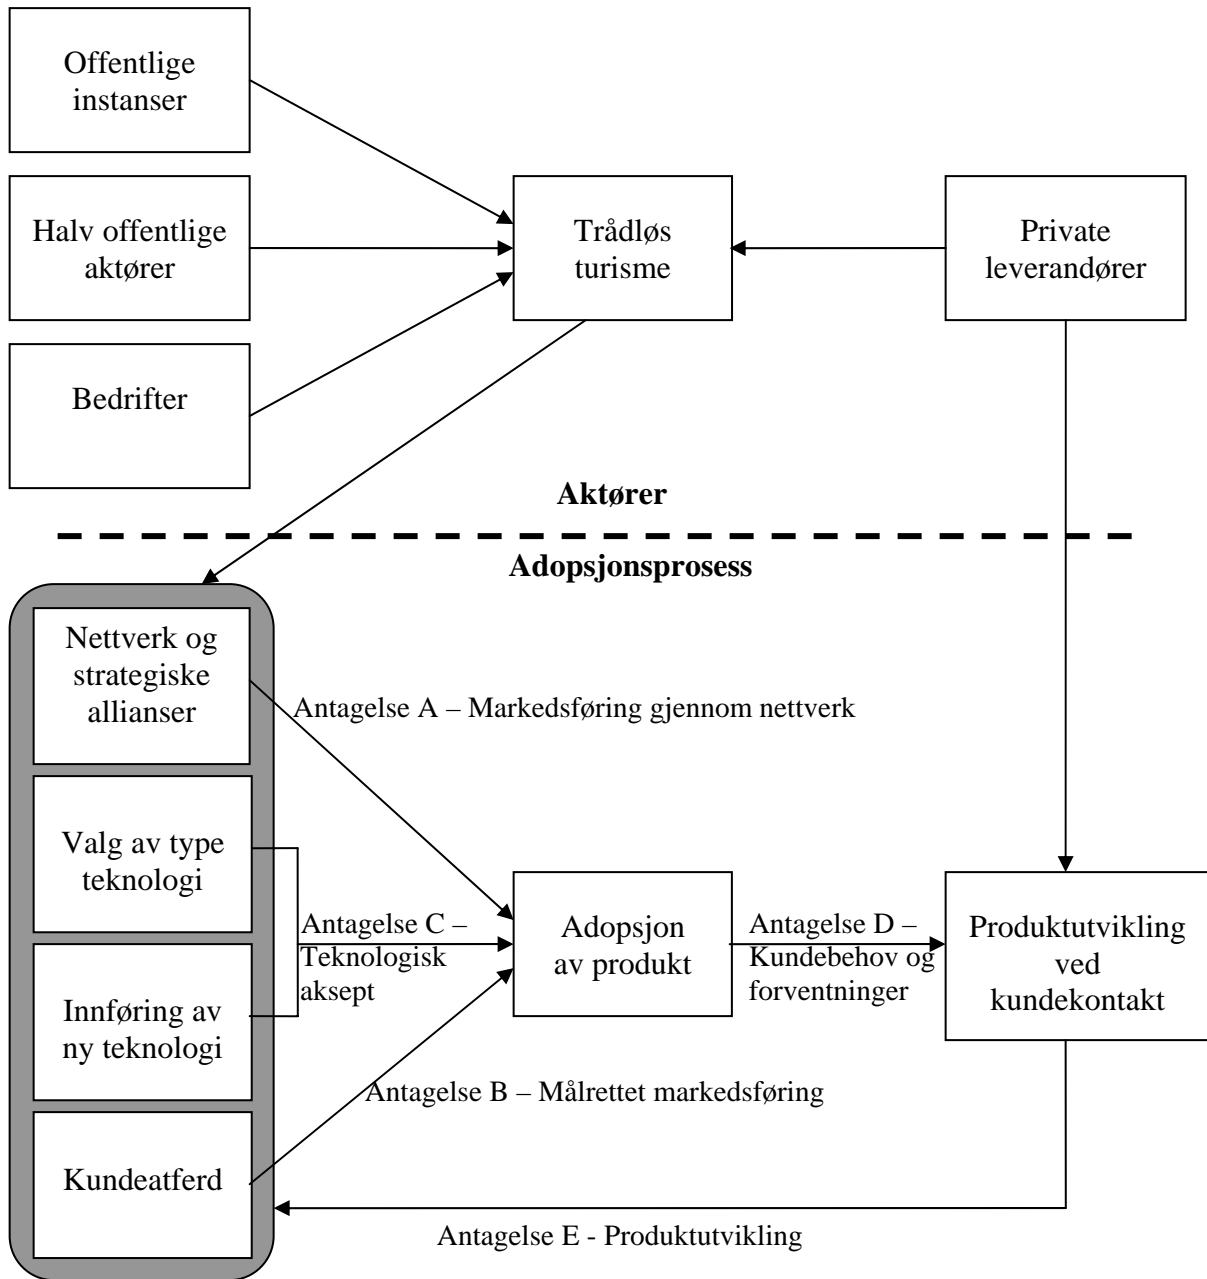 Offentlige
instanser
Halv offentlige
aktører
Trådløs
turisme
Private
leverandører
Bedrifter
Aktører
Adopsjonsprosess
Nettverk og
strategiske
allianser
Antagelse A – Markedsføring gjennom nettverk
Valg av type
teknologi
Antagelse C –
Teknologisk
aksept
Adopsjon
av produkt
Antagelse D –
Kundebehov og
forventninger
Produktutvikling
ved
kundekontakt
Innføring av
ny teknologi
Antagelse B – Målrettet markedsføring
Kundeatferd
Antagelse E - Produktutvikling